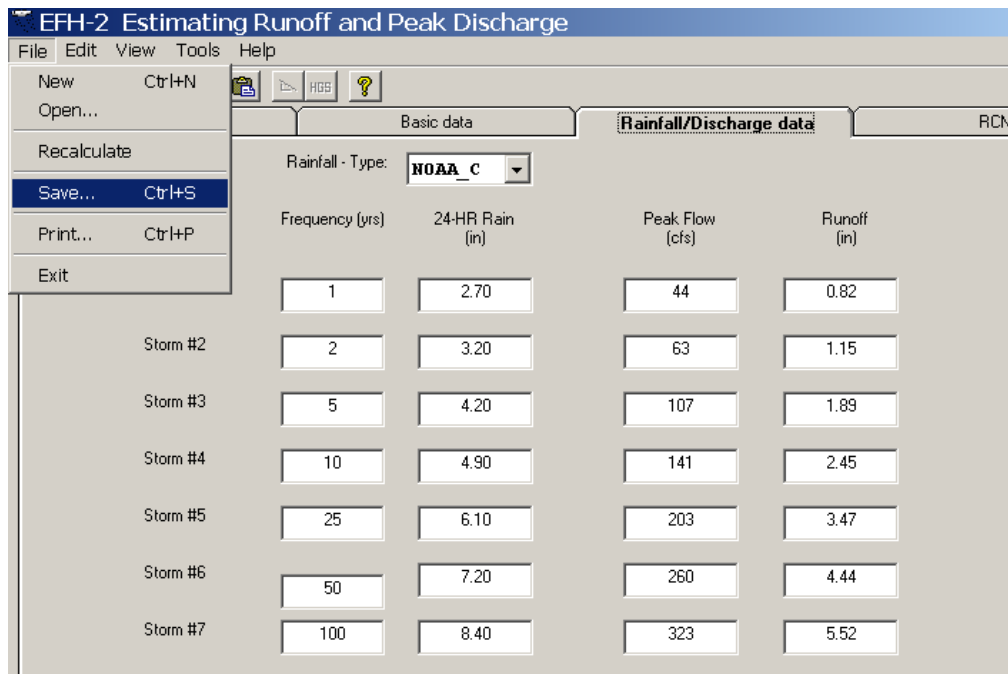 EFH-2 Estimating Runoff and Peak Discharge
File Edit View Tools Help
New Ctrl+N
Open...
Recalculate
Save... Ctrl+S
Print... Ctrl+P
Exit
HGS ?
Basic data Rainfall/Discharge data RCN
Rainfall - Type: NOAA_C
Frequency (yrs) 24-HR Rain (in) Peak Flow (cfs) Runoff (in)
1 2.70 44 0.82
Storm #2 2 3.20 63 1.15
Storm #3 5 4.20 107 1.89
Storm #4 10 4.90 141 2.45
Storm #5 25 6.10 203 3.47
Storm #6 50 7.20 260 4.44
Storm #7 100 8.40 323 5.52